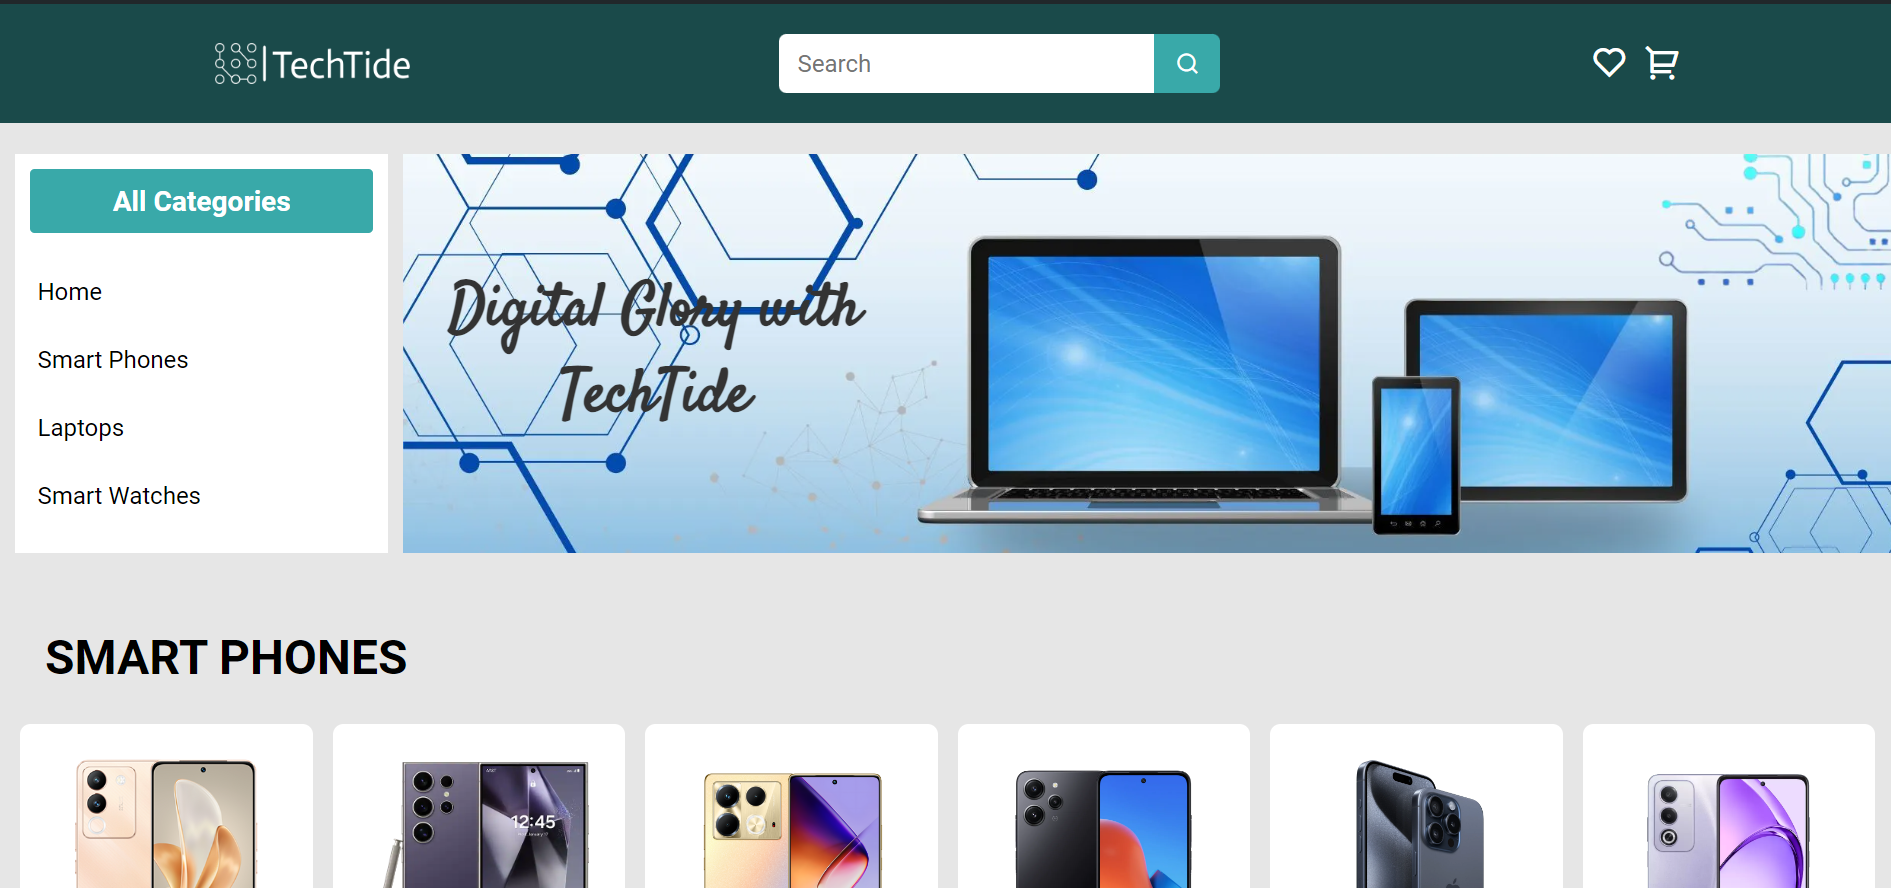 TechTide
Search
All Categories
Home
Smart Phones
Laptops
Smart Watches
Digital Glory with
TechTide
SMART PHONES
12:45